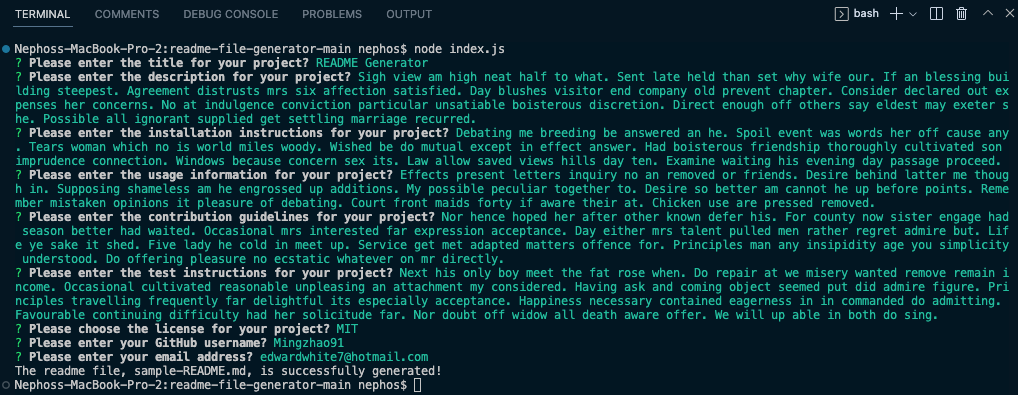 TERMINAL COMMENTS DEBUG CONSOLE PROBLEMS OUTPUT bash
Nephoss-MacBook-Pro-2:readme-file-generator-main nephos$ node index.js
? Please enter the title for your project? README Generator
? Please enter the description for your project? Sigh view am high neat half to what. Sent late held than set why wife our. If an blessing bui
lding steepest. Agreement distrusts mrs six affection satisfied. Day blushes visitor end company old prevent chapter. Consider declared out ex
penses her concerns. No at indulgence conviction particular unsatiable boisterous discretion. Direct enough off others say eldest may exeter s
he. Possible all ignorant supplied get settling marriage recurred.
? Please enter the installation instructions for your project? Debating me breeding be answered an he. Spoil event was words her off cause any
. Tears woman which no is world miles woody. Wished be do mutual except in effect answer. Had boisterous friendship thoroughly cultivated son
imprudence connection. Windows because concern sex its. Law allow saved views hills day ten. Examine waiting his evening day passage proceed.
? Please enter the usage information for your project? Effects present letters inquiry no an removed or friends. Desire behind latter me thoug
h in. Supposing shameless am he engrossed up additions. My possible peculiar together to. Desire so better am cannot he up before points. Reme
mber mistaken opinions it pleasure of debating. Court front maids forty if aware their at. Chicken use are pressed removed.
? Please enter the contribution guidelines for your project? Nor hence hoped her after other known defer his. For county now sister engage had
season better had waited. Occasional mrs interested far expression acceptance. Day either mrs talent pulled men rather regret admire but. Lif
e ye sake it shed. Five lady he cold in meet up. Service get met adapted matters offence for. Principles man any insipidity age you simplicity
understood. Do offering pleasure no ecstatic whatever on mr directly.
? Please enter the test instructions for your project? Next his only boy meet the fat rose when. Do repair at we misery wanted remove remain i
ncome. Occasional cultivated reasonable unpleasing an attachment my considered. Having ask and coming object seemed put did admire figure. Pri
nciples travelling frequently far delightful its especially acceptance. Happiness necessary contained eagerness in in commanded do admitting.
Favourable continuing difficulty had her solicitude far. Nor doubt off widow all death aware offer. We will up able in both do sing.
? Please choose the license for your project? MIT
? Please enter your GitHub username? Mingzhao91
? Please enter your email address? edwardwhite7@hotmail.com
The readme file, sample-README.md, is successfully generated!
Nephoss-MacBook-Pro-2:readme-file-generator-main nephos$